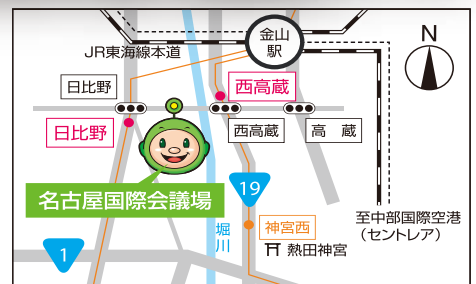 金山
駅
N
JR東海線本道
日比野
西高蔵
日比野
西高蔵
高 蔵
名古屋国際会議場
19
堀
川
神宮西
熱田神宮
至中部国際空港
（セントレア）
1